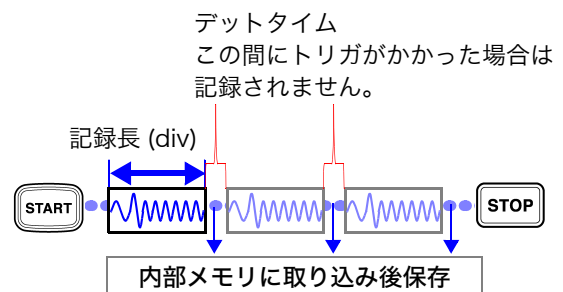 デットタイム
この間にトリガがかかった場合は
記録されません。
記録長 (div)
START
STOP
内部メモリに取り込み後保存